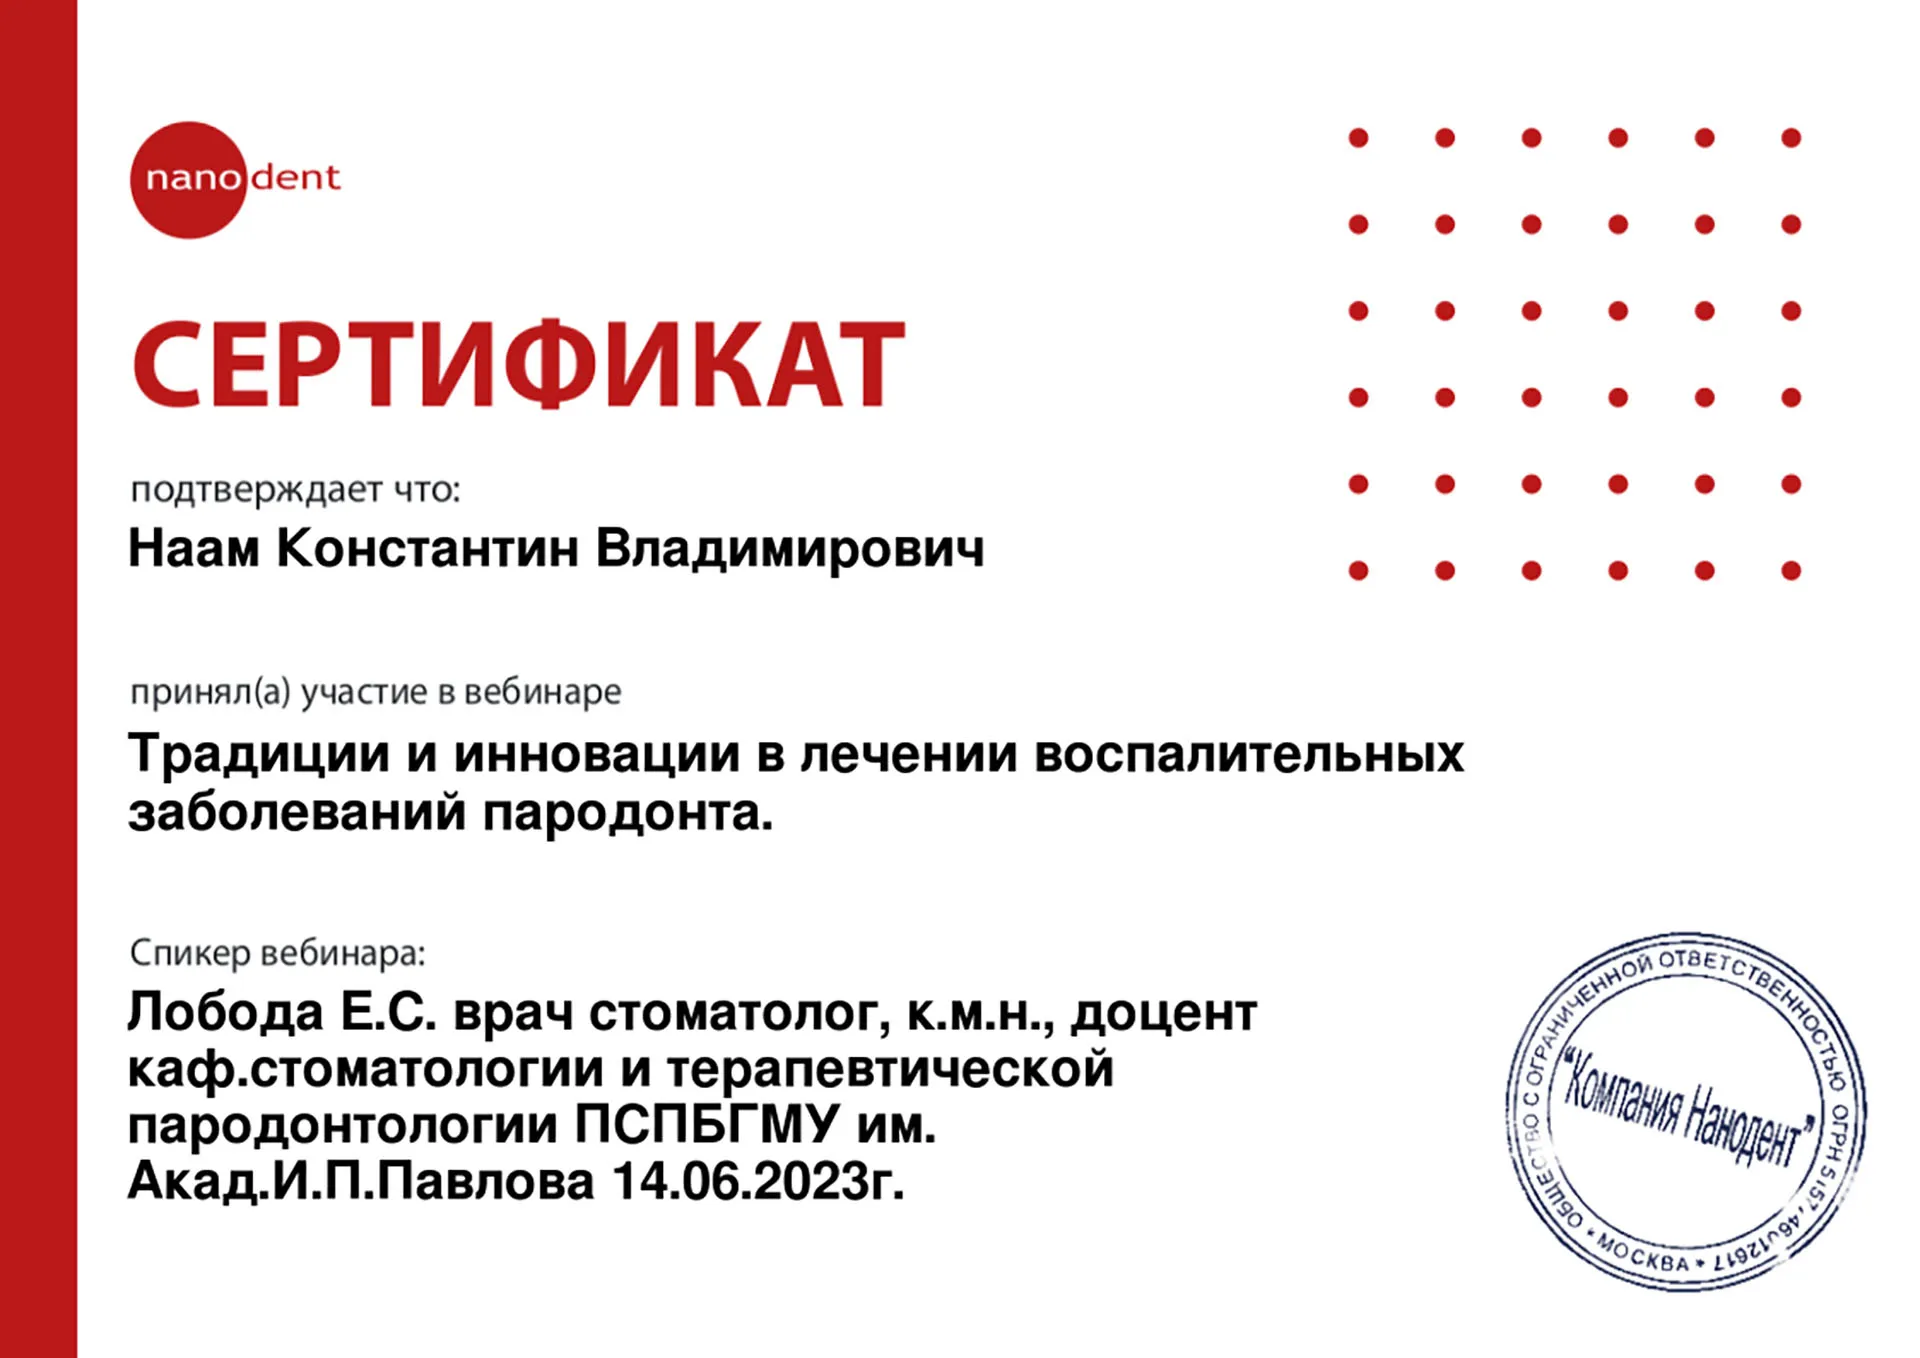 nanodent
СЕРТИФИКАТ
подтверждает что:
Наам Константин Владимирович
принял(а) участие в вебинаре
Традиции и инновации в лечении воспалительных
заболеваний пародонта.
Спикер вебинара:
Лобода Е.С. врач стоматолог, к.м.н., доцент
каф.стоматологии и терапевтической
пародонтологии ПСПБГМУ им.
Акад.И.П.Павлова 14.06.2023г.
ОБЩЕСТВО С ОГРАНИЧЕННОЙ ОТВЕТСТВЕННОСТЬЮ ОГРН
* МОСКВА *
"Компания Нанодент"